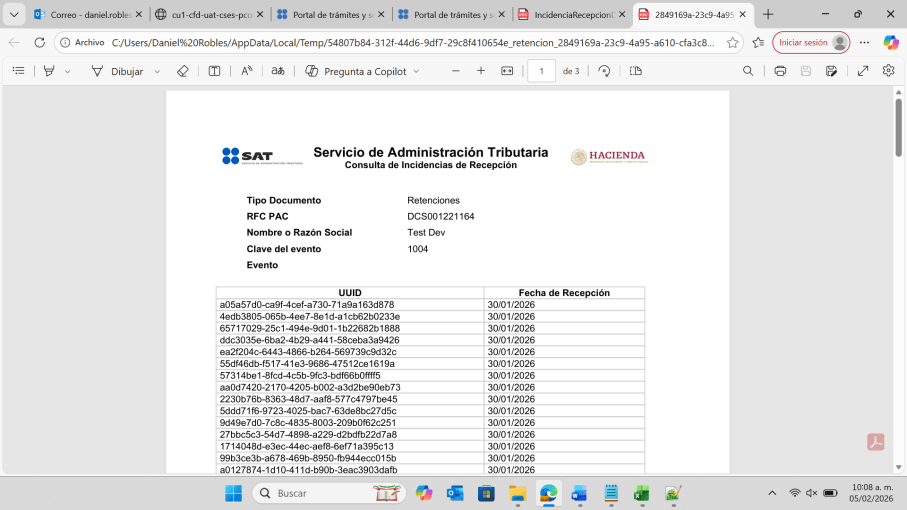 Correo - daniel.robles
cu1-cfd-uat-cses-pco
Portal de trámites y s
Portal de trámites y s
IncidenciaRecepcionD
2849169a-23c9-4a95
Archivo
C:/Users/Daniel%20Robles/AppData/Local/Temp/54807b84-312f-44d6-9df7-29c8f410654e_retencion_2849169a-23c9-4a95-a610-cfa3c8...
Iniciar sesión
Dibujar
Pregunta a Copilot
1
de 3
SAT
Servicio de Administración Tributaria
HACIENDA
Consulta de Incidencias de Recepción
Tipo Documento Retenciones
RFC PAC DCS001221164
Nombre o Razón Social Test Dev
Clave del evento 1004
Evento
UUID Fecha de Recepción
a05a57d0-ca9f-4cef-a730-71a9a163d878 30/01/2026
4edb3805-065b-4ee7-8e1d-a1cb62b0233e 30/01/2026
65717029-25c1-494e-9d01-1b22682b1888 30/01/2026
ddc3035e-6ba2-4b29-a441-58ceba3a9426 30/01/2026
ea2f204c-6443-4866-b264-569739c9d32c 30/01/2026
55df46db-f517-41e3-9686-47512ce1619a 30/01/2026
57314be1-8fcd-4c5b-9fc3-bdf66b0ffff5 30/01/2026
aa0d7420-2170-4205-b002-a3d2be90eb73 30/01/2026
2230b76b-8363-48d7-aaf8-577c4797be45 30/01/2026
5ddd71f6-9723-4025-bac7-63de8bc27d5c 30/01/2026
9d49e7d0-7c8c-4835-8003-209b0f62c251 30/01/2026
27bbc5c3-54d7-4898-a229-d2bdfb22d7a8 30/01/2026
1714048d-e3ec-44ec-aef8-6ef71a395c13 30/01/2026
99b3ce3b-a678-469b-8950-fb944ecc015b 30/01/2026
a0127874-1d10-411d-b90b-3eac3903dafb 30/01/2026
Buscar
10:08 a. m.
05/02/2026